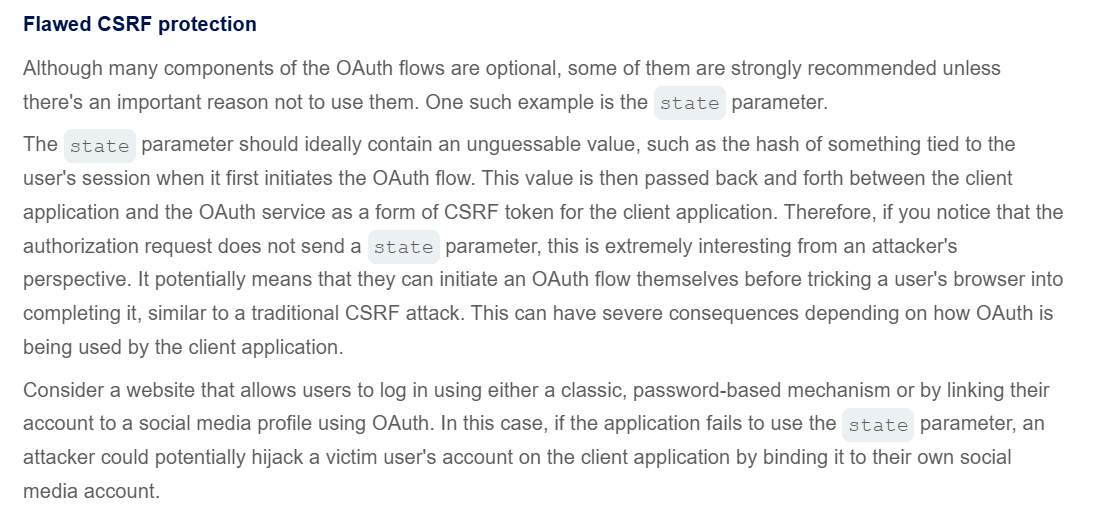 Flawed CSRF protection
Although many components of the OAuth flows are optional, some of them are strongly recommended unless
there's an important reason not to use them. One such example is the state parameter.
The state parameter should ideally contain an unguessable value, such as the hash of something tied to the
user's session when it first initiates the OAuth flow. This value is then passed back and forth between the client
application and the OAuth service as a form of CSRF token for the client application. Therefore, if you notice that the
authorization request does not send a state parameter, this is extremely interesting from an attacker's
perspective. It potentially means that they can initiate an OAuth flow themselves before tricking a user's browser into
completing it, similar to a traditional CSRF attack. This can have severe consequences depending on how OAuth is
being used by the client application.
Consider a website that allows users to log in using either a classic, password-based mechanism or by linking their
account to a social media profile using OAuth. In this case, if the application fails to use the state parameter, an
attacker could potentially hijack a victim user's account on the client application by binding it to their own social
media account.